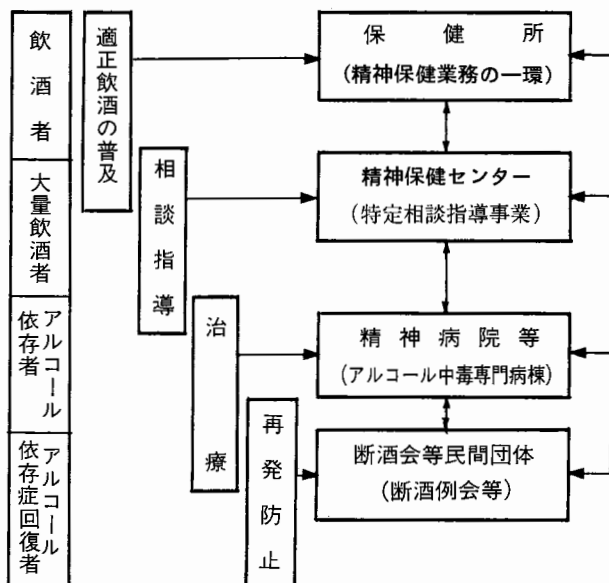 飲酒者
大量飲酒者
アルコール
依存者
アルコール
依存症回復者
適正飲酒の普及
相談指導
治療
再発防止
保健所
(精神保健業務の一環)
精神保健センター
(特定相談指導事業)
精神病院等
(アルコール中毒専門病棟)
断酒会等民間団体
(断酒例会等)